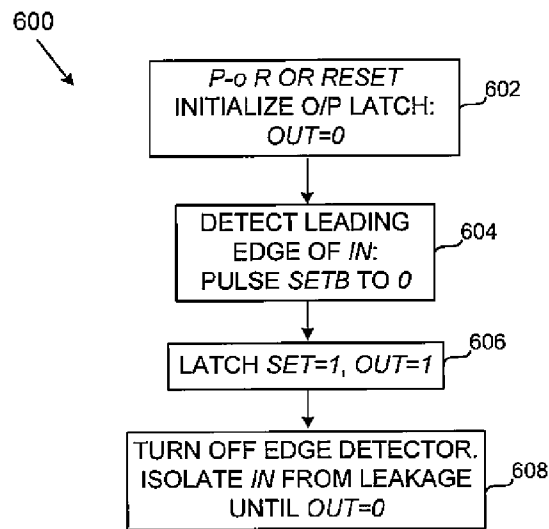 600
P-o R OR RESET
INITIALIZE O/P LATCH:
OUT=0
602
DETECT LEADING
EDGE OF IN:
PULSE SETB TO 0
604
LATCH SET=1, OUT=1
606
TURN OFF EDGE DETECTOR.
ISOLATE IN FROM LEAKAGE
UNTIL OUT=0
608